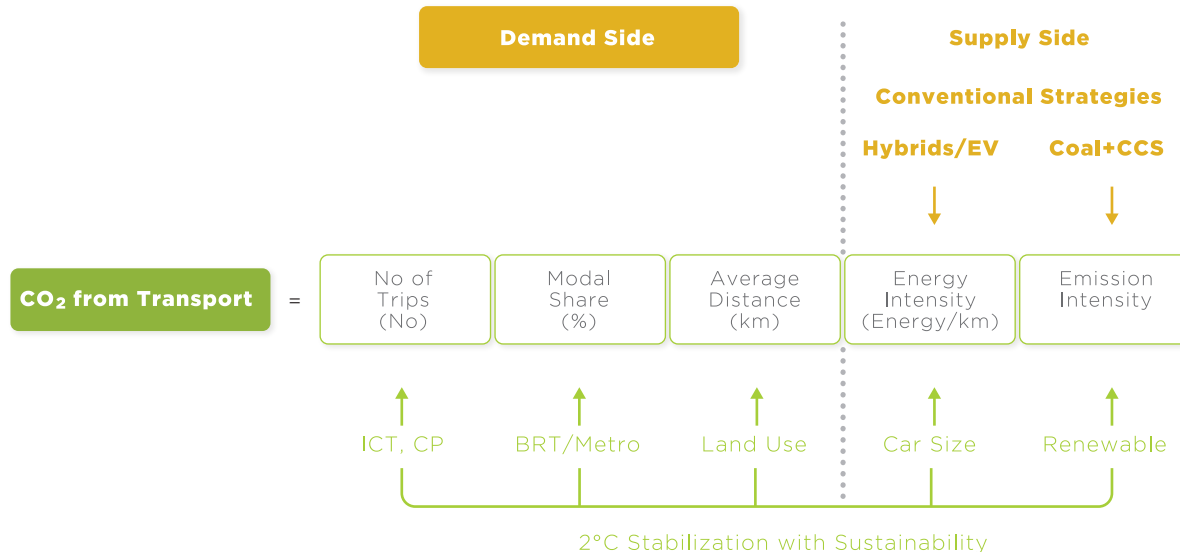 Demand Side
Supply Side
Conventional Strategies
Hybrids/EV
Coal+CCS
CO₂ from Transport
=
No of
Trips
(No)
Modal
Share
(%)
Average
Distance
(km)
Energy
Intensity
(Energy/km)
Emission
Intensity
ICT, CP
BRT/Metro
Land Use
Car Size
Renewable
2°C Stabilization with Sustainability